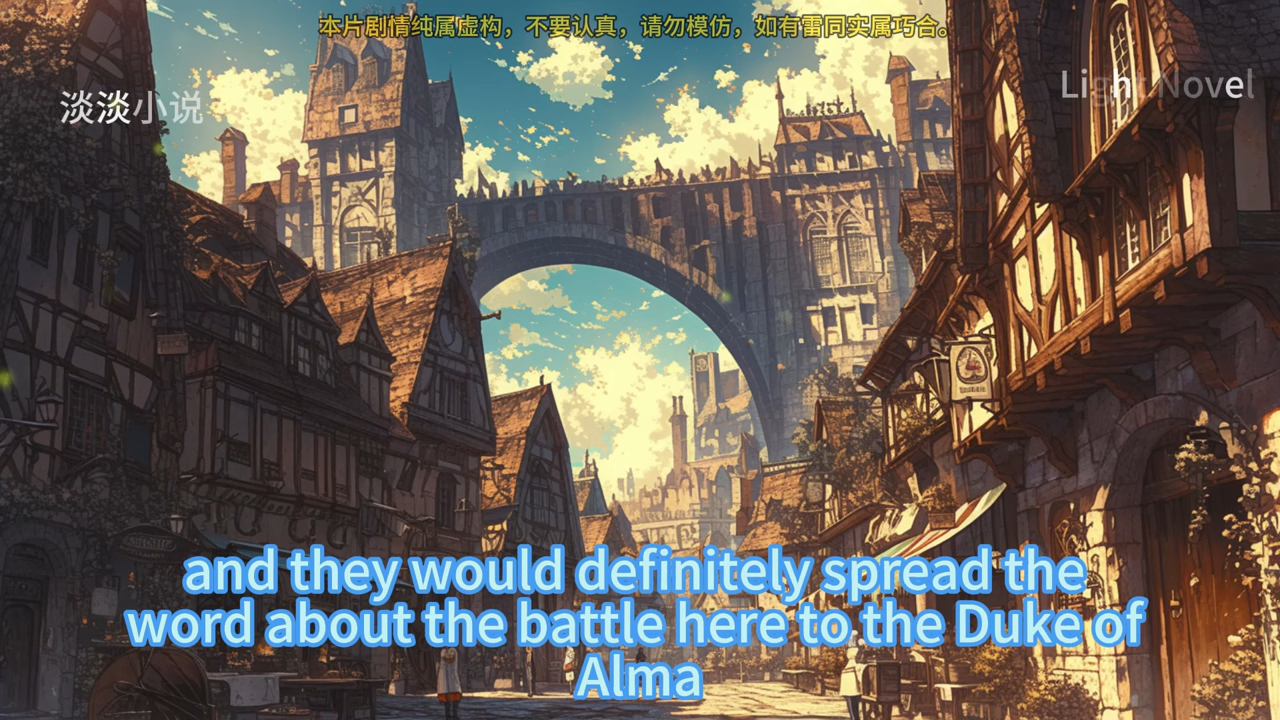 本片剧情纯属虚构，不要认真，请勿模仿，如有雷同实属巧合。
淡淡小说
Light Novel
and they would definitely spread the
word about the battle here to the Duke of
Alma